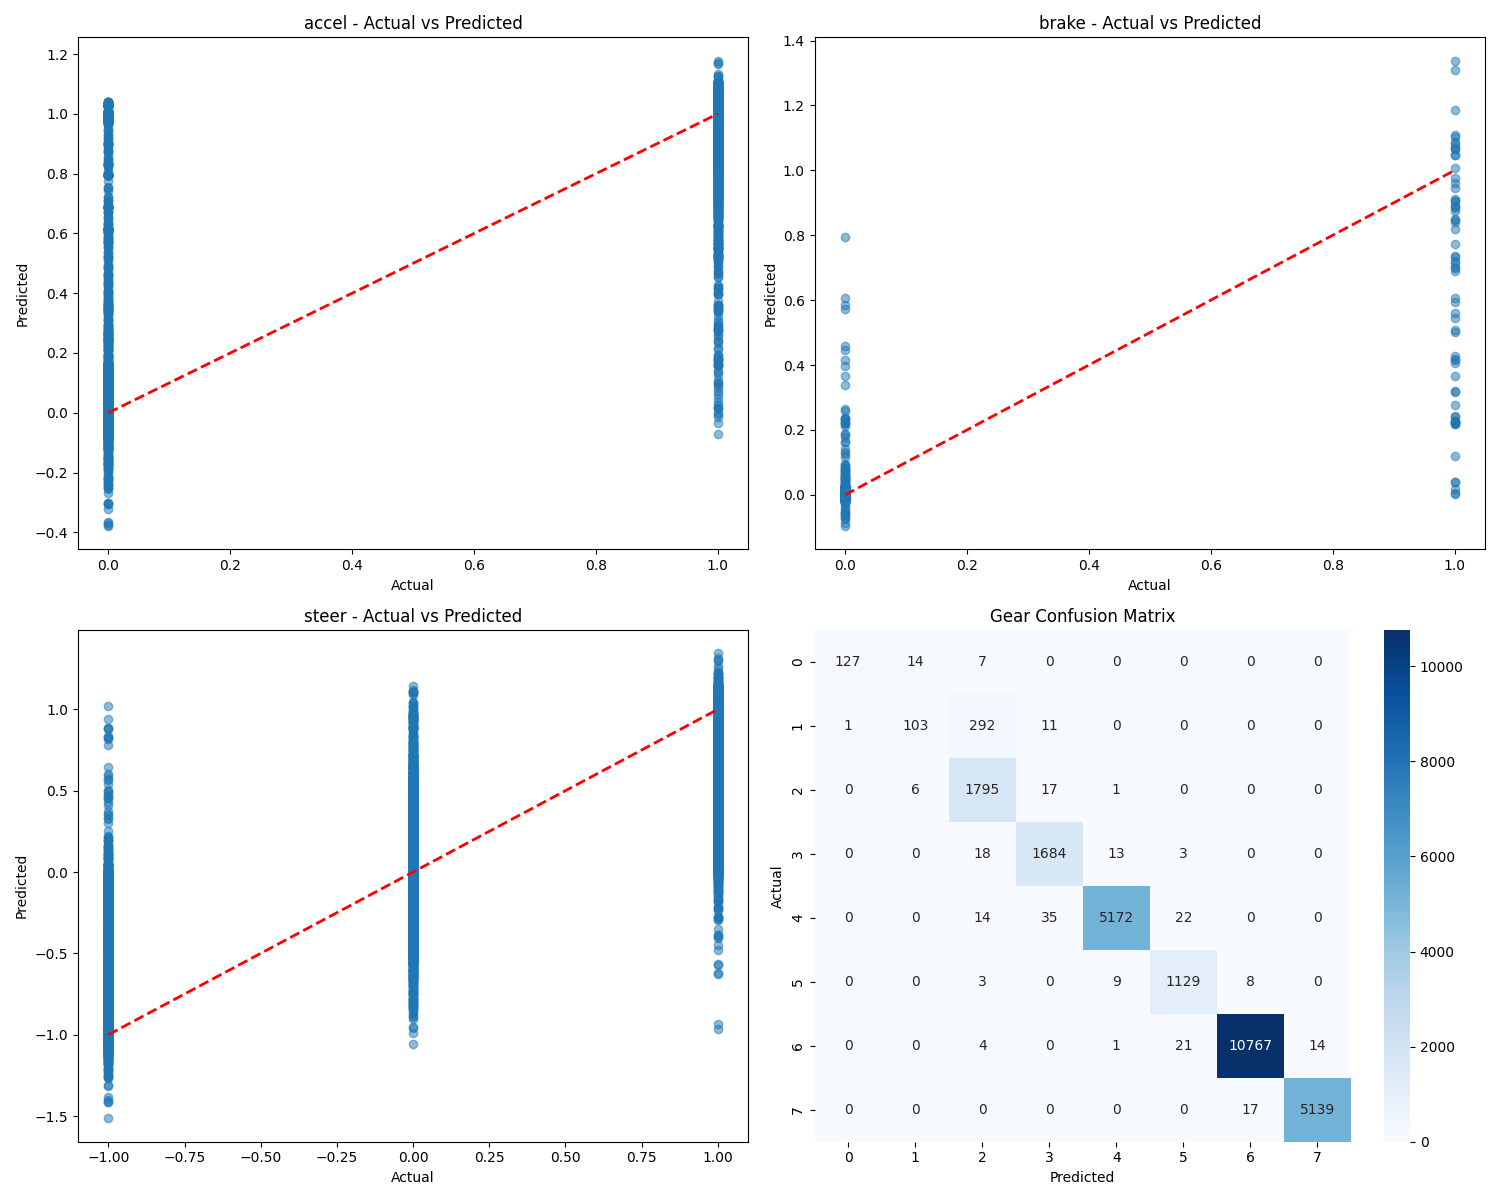 accel - Actual vs Predicted
1.2
1.0
0.8
0.6
0.4
0.2
0.0
−0.2
−0.4
Predicted
0.0 0.2 0.4 0.6 0.8 1.0
Actual
brake - Actual vs Predicted
1.4
1.2
1.0
0.8
0.6
0.4
0.2
0.0
Predicted
0.0 0.2 0.4 0.6 0.8 1.0
Actual
steer - Actual vs Predicted
1.0
0.5
0.0
−0.5
−1.0
−1.5
Predicted
−1.00 −0.75 −0.50 −0.25 0.00 0.25 0.50 0.75 1.00
Actual
Gear Confusion Matrix
0 127 14 7 0 0 0 0 0
1 1 103 292 11 0 0 0 0
2 0 6 1795 17 1 0 0 0
3 0 0 18 1684 13 3 0 0
4 0 0 14 35 5172 22 0 0
5 0 0 3 0 9 1129 8 0
6 0 0 4 0 1 21 10767 14
7 0 0 0 0 0 0 17 5139
Actual
0 1 2 3 4 5 6 7
Predicted
10000
8000
6000
4000
2000
0